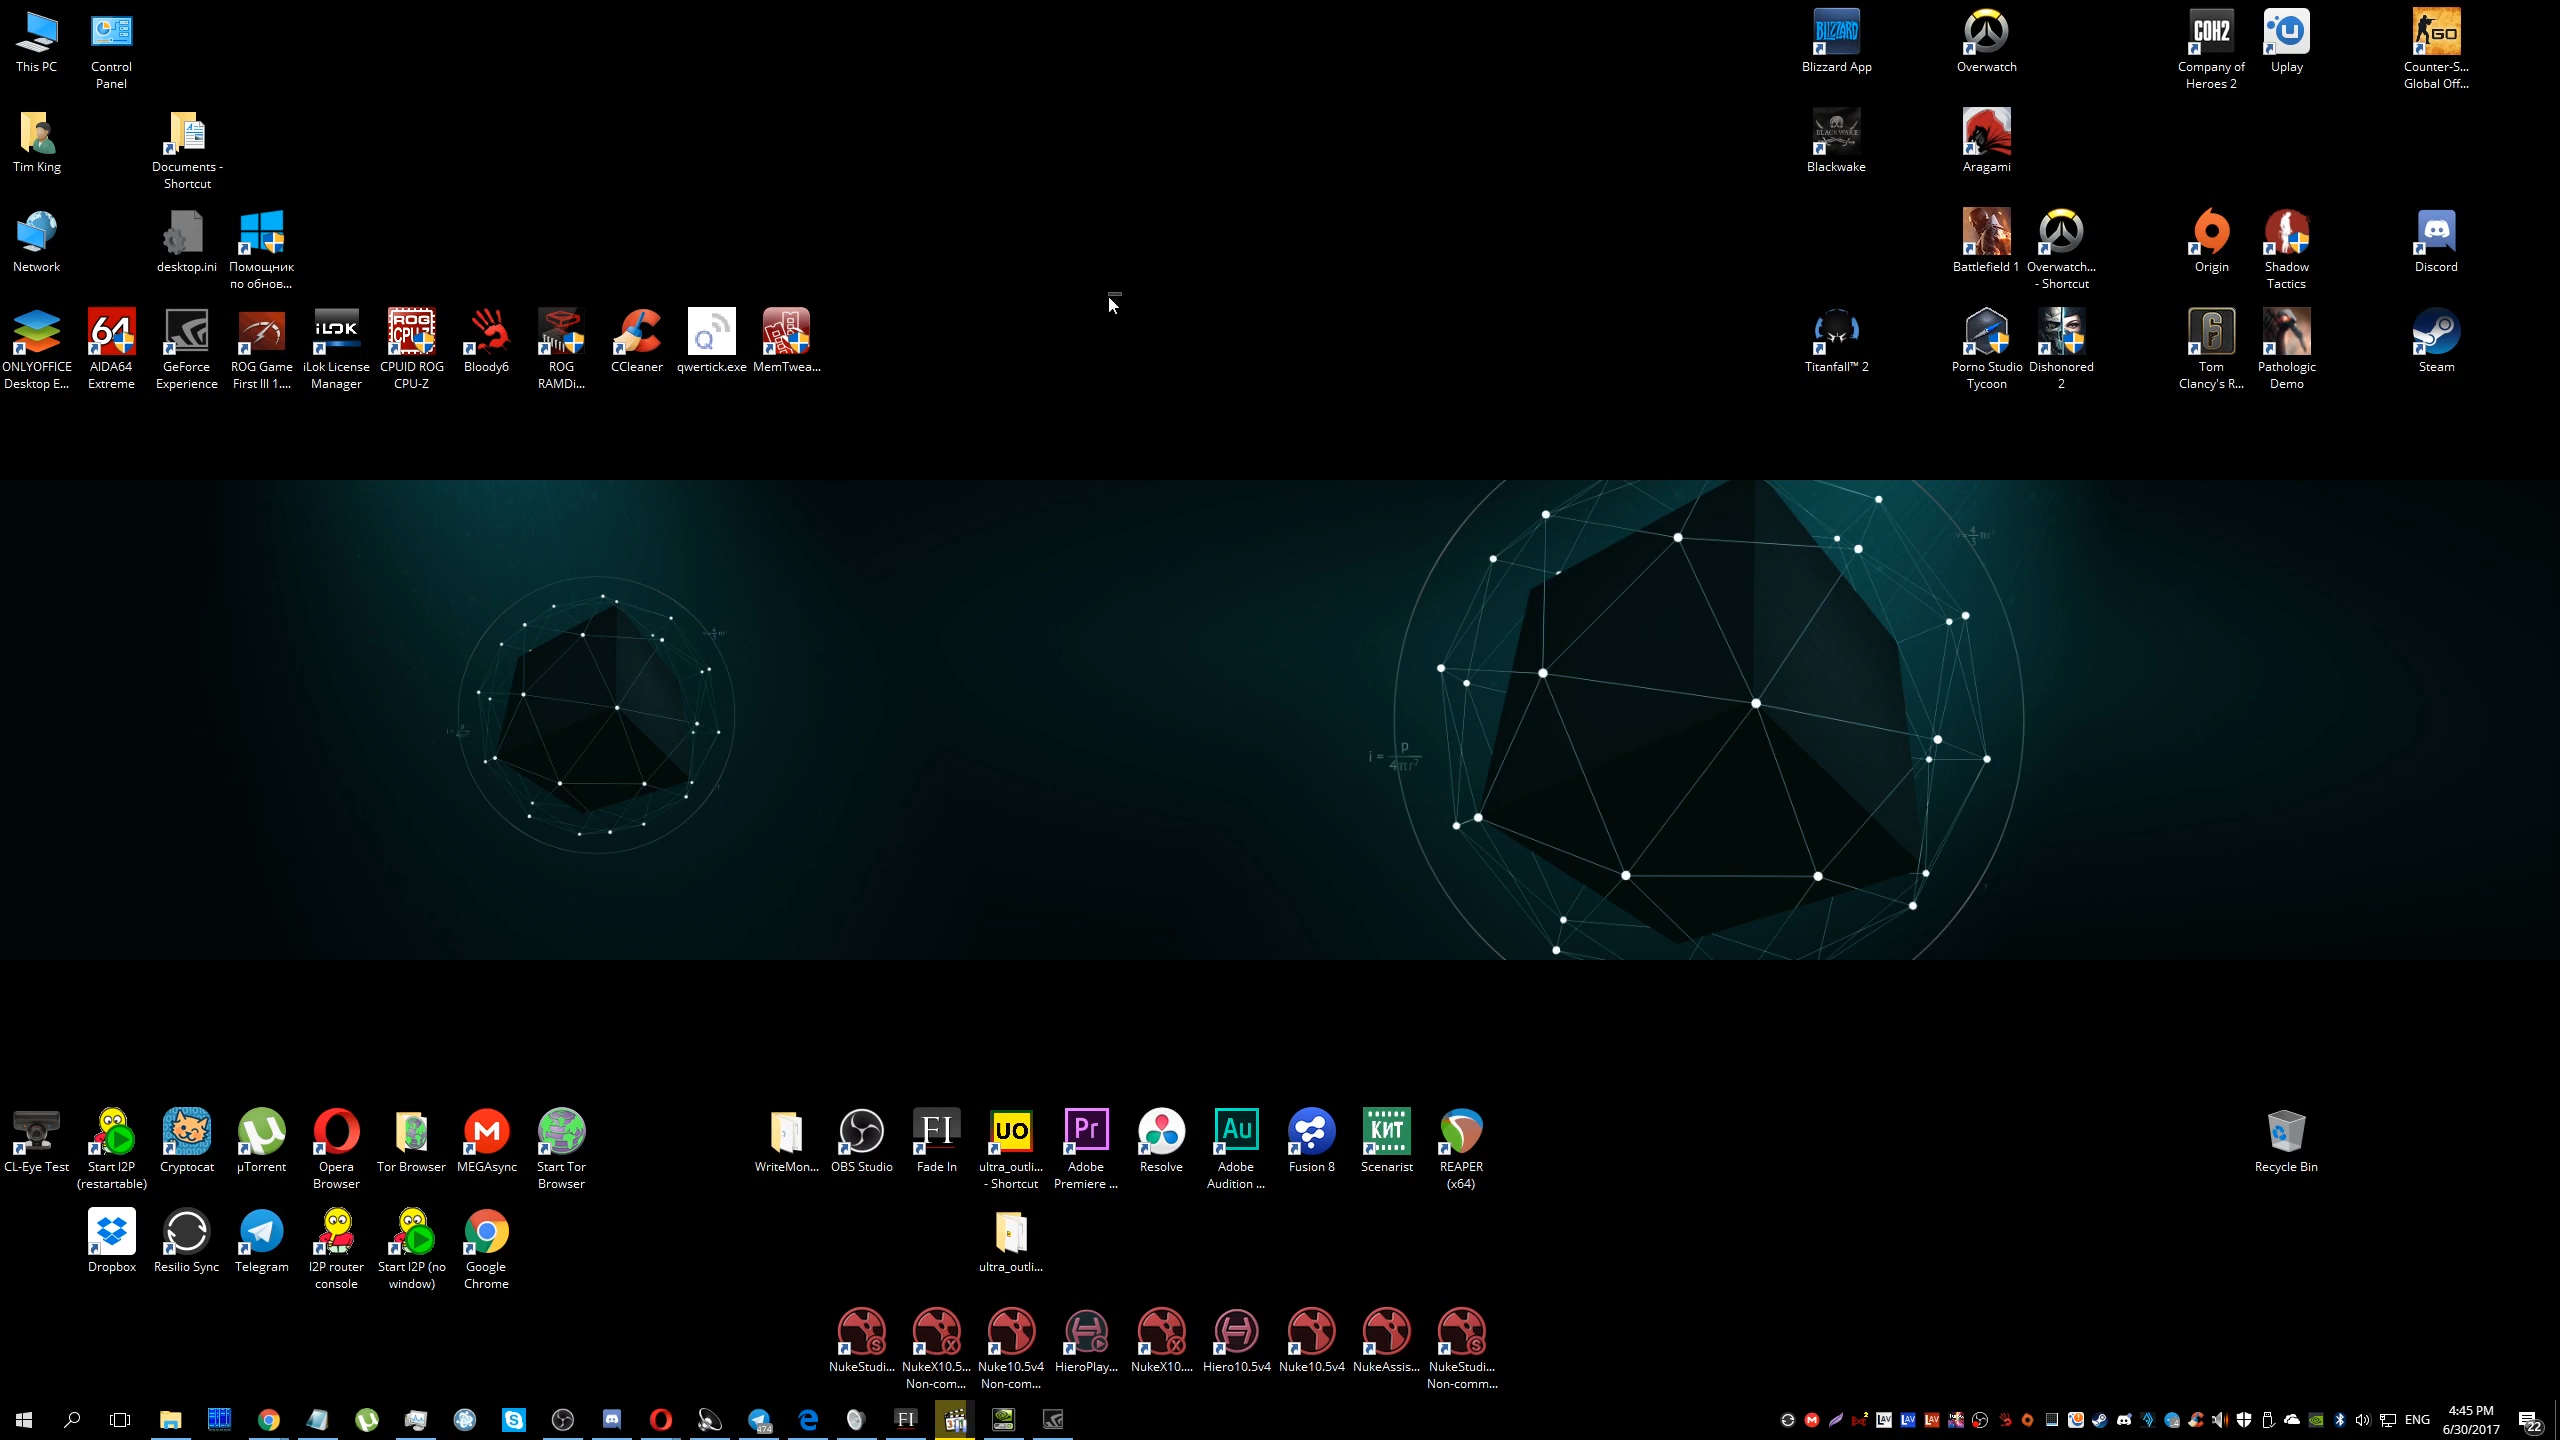 This PC
Control
Panel
Blizzard App
Overwatch
Company of
Heroes 2
Uplay
Counter-S...
Global Off...
Tim King
Documents -
Shortcut
Blackwake
Aragami
Network
desktop.ini
Помощник
по обнов...
Battlefield 1
Overwatch...
- Shortcut
Origin
Shadow
Tactics
Discord
ONLYOFFICE
Desktop E...
AIDA64
Extreme
GeForce
Experience
ROG Game
First III 1....
iLok License
Manager
CPUID ROG
CPU-Z
Bloody6
ROG
RAMDi...
CCleaner
qwertick.exe
MemTwea...
Titanfall™ 2
Porno Studio
Tycoon
Dishonored
2
Tom
Clancy's R...
Pathologic
Demo
Steam
CL-Eye Test
Start I2P
(restartable)
Cryptocat
µTorrent
Opera
Browser
Tor Browser
MEGAsync
Start Tor
Browser
WriteMon...
OBS Studio
Fade In
ultra_outli...
- Shortcut
Adobe
Premiere ...
Resolve
Adobe
Audition ...
Fusion 8
Scenarist
REAPER
(x64)
Recycle Bin
Dropbox
Resilio Sync
Telegram
I2P router
console
Start I2P (no
window)
Google
Chrome
ultra_outli...
NukeStudi...
NukeX10.5...
Non-com...
Nuke10.5v4
Non-com...
HieroPlay...
NukeX10....
Hiero10.5v4
Nuke10.5v4
NukeAssis...
NukeStudi...
Non-comm...
ENG
4:45 PM
6/30/2017
22